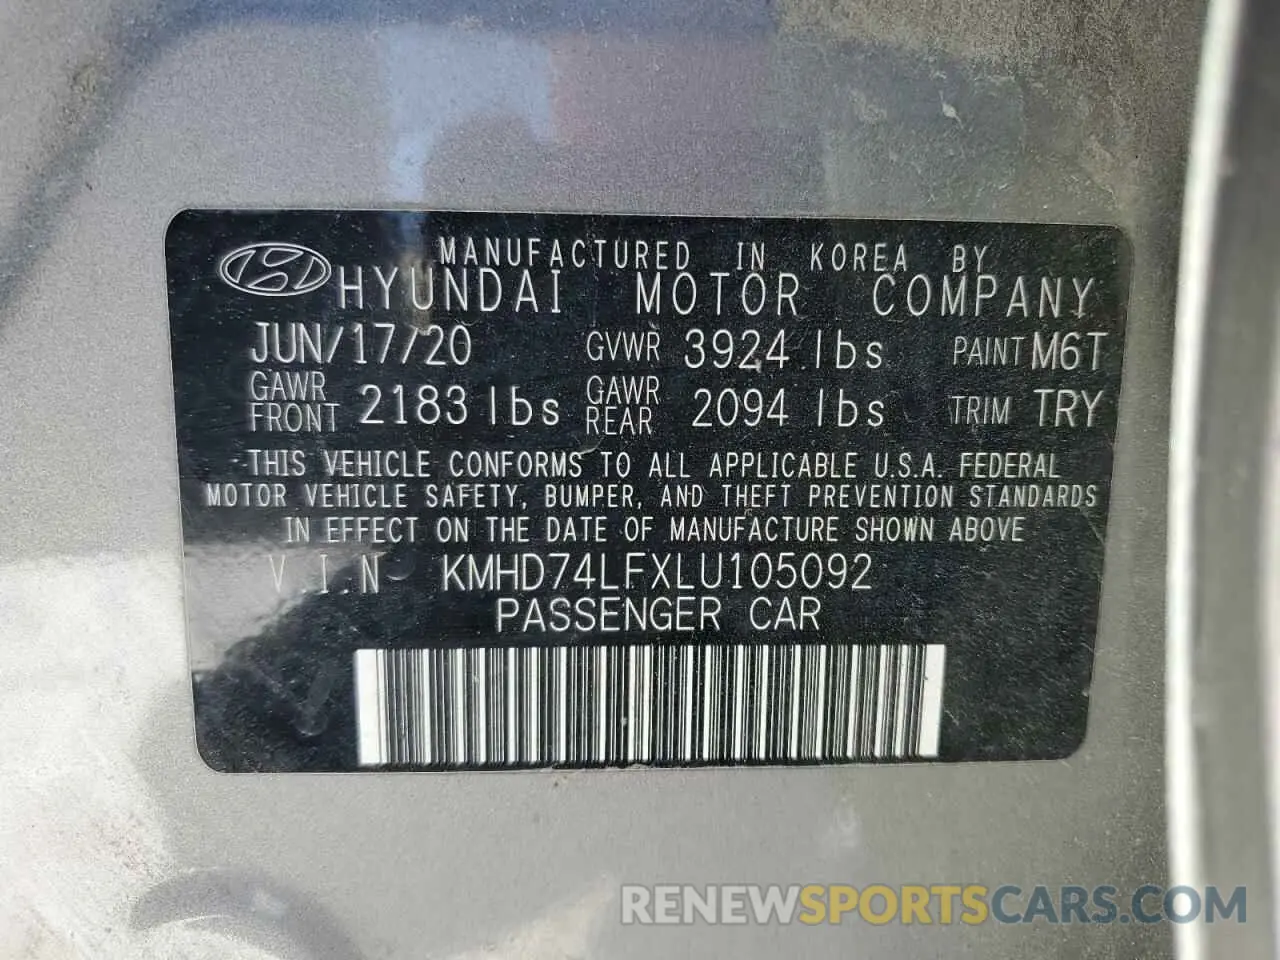 MANUFACTURED IN KOREA BY
HYUNDAI MOTOR COMPANY
JUN/17/20 GVWR 3924 lbs PAINT M6T
GAWR FRONT 2183 lbs GAWR REAR 2094 lbs TRIM TRY
THIS VEHICLE CONFORMS TO ALL APPLICABLE U.S.A. FEDERAL
MOTOR VEHICLE SAFETY, BUMPER, AND THEFT PREVENTION STANDARDS
IN EFFECT ON THE DATE OF MANUFACTURE SHOWN ABOVE
V.I.N KMHD74LFXLU105092
PASSENGER CAR
RENEWSPORTSCARS.COM